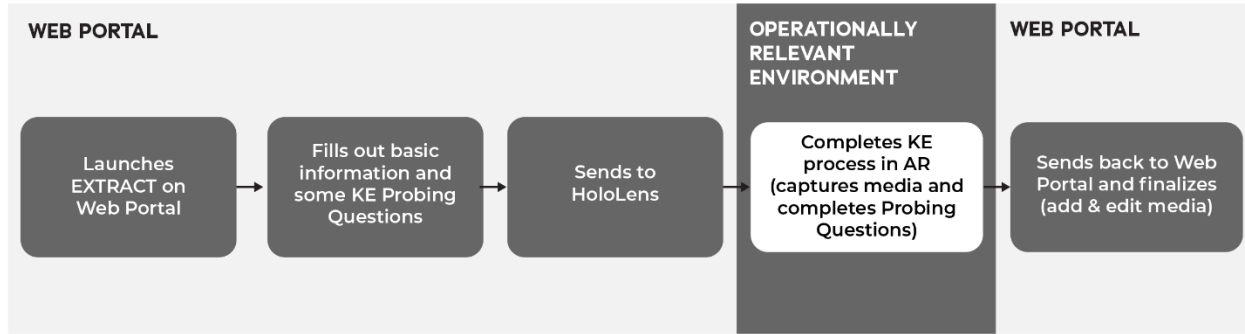 WEB PORTAL
OPERATIONALLY
RELEVANT
ENVIRONMENT
WEB PORTAL
Launches
EXTRACT on
Web Portal
Fills out basic
information and
some KE Probing
Questions
Sends to
HoloLens
Completes KE
process in AR
(captures media and
completes Probing
Questions)
Sends back to Web
Portal and finalizes
(add & edit media)